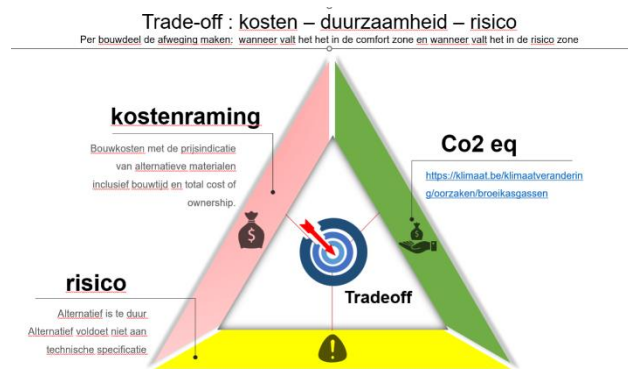 Trade-off : kosten – duurzaamheid – risico
Per bouwdeel de afweging maken; wanneer valt het het in de comfort zone en wanneer valt het in de risico zone
kostenraming
Bouwkosten met de prijsindicatie
van alternatieve materialen
inclusief bouwtijd en total cost of
ownership.
Co2 eq
https://klimaat.be/klimaatveranderin
g/oorzaken/broeikasgassen
Tradeoff
risico
Alternatief is te duur
Alternatief voldoet niet aan
technische specificatie